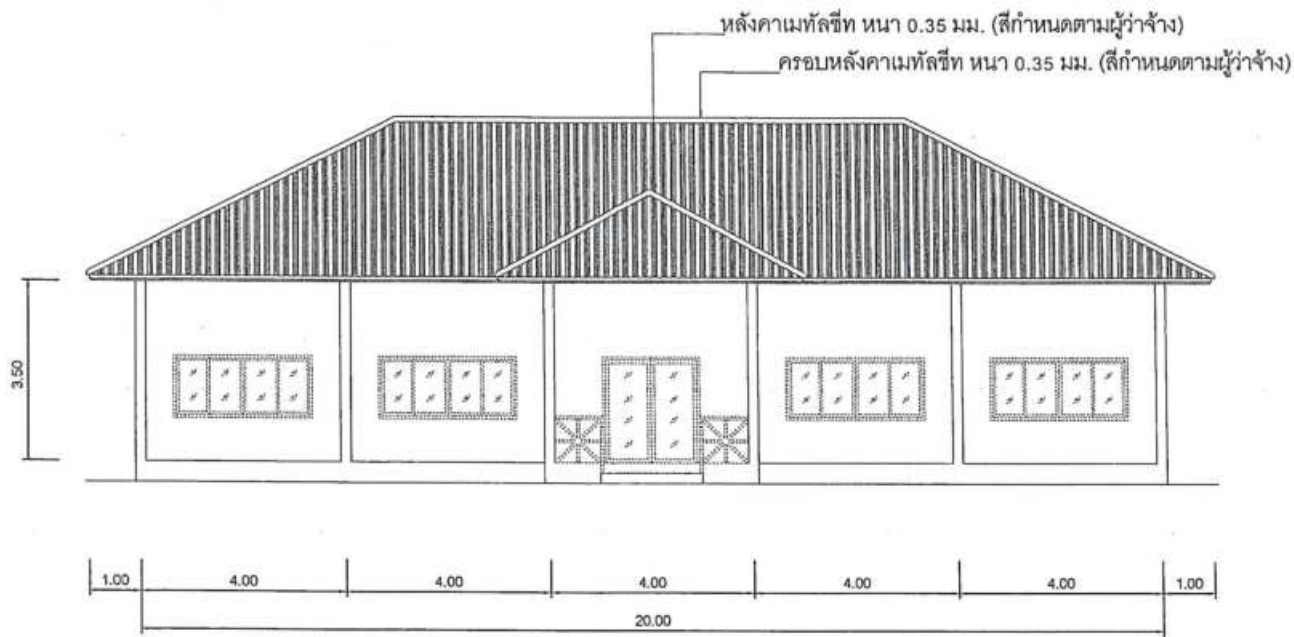 หลังคาเมทัลชีท หนา 0.35 มม. (สีกำหนดตามผู้ว่าจ้าง)
ครอบหลังคาเมทัลชีท หนา 0.35 มม. (สีกำหนดตามผู้ว่าจ้าง)
3.50
1.00 4.00 4.00 4.00 4.00 4.00 1.00
20.00